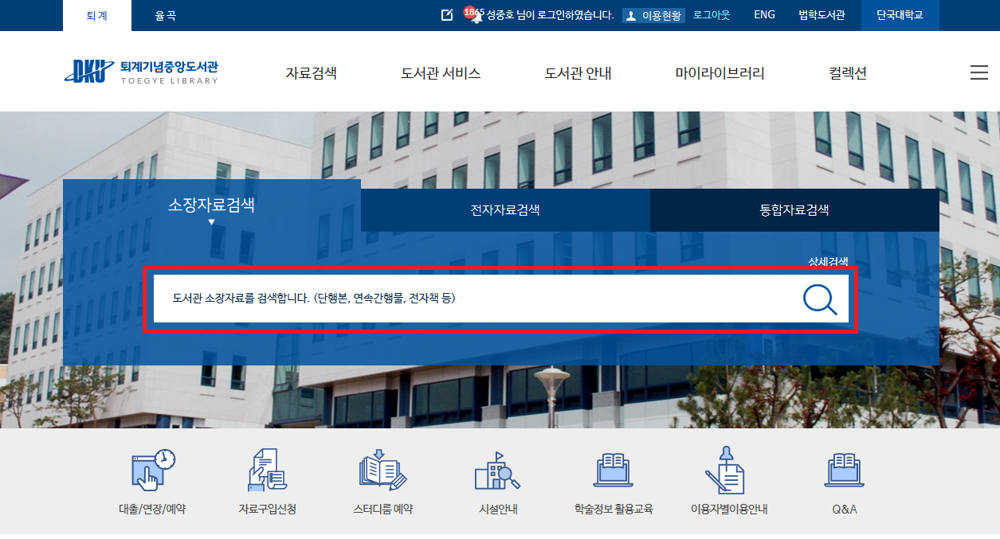 퇴계 율곡 1865 성중호 님이 로그인하였습니다. 이용현황 로그아웃 ENG 법학도서관 단국대학교
DKU 퇴계기념중앙도서관
TOEGYE LIBRARY
자료검색 도서관 서비스 도서관 안내 마이라이브러리 컬렉션
소장자료검색 전자자료검색 통합자료검색
상세검색
도서관 소장자료를 검색합니다. (단행본, 연속간행물, 전자책 등)
대출/연장/예약 자료구입신청 스터디룸 예약 시설안내 학술정보 활용교육 이용자별이용안내 Q&A